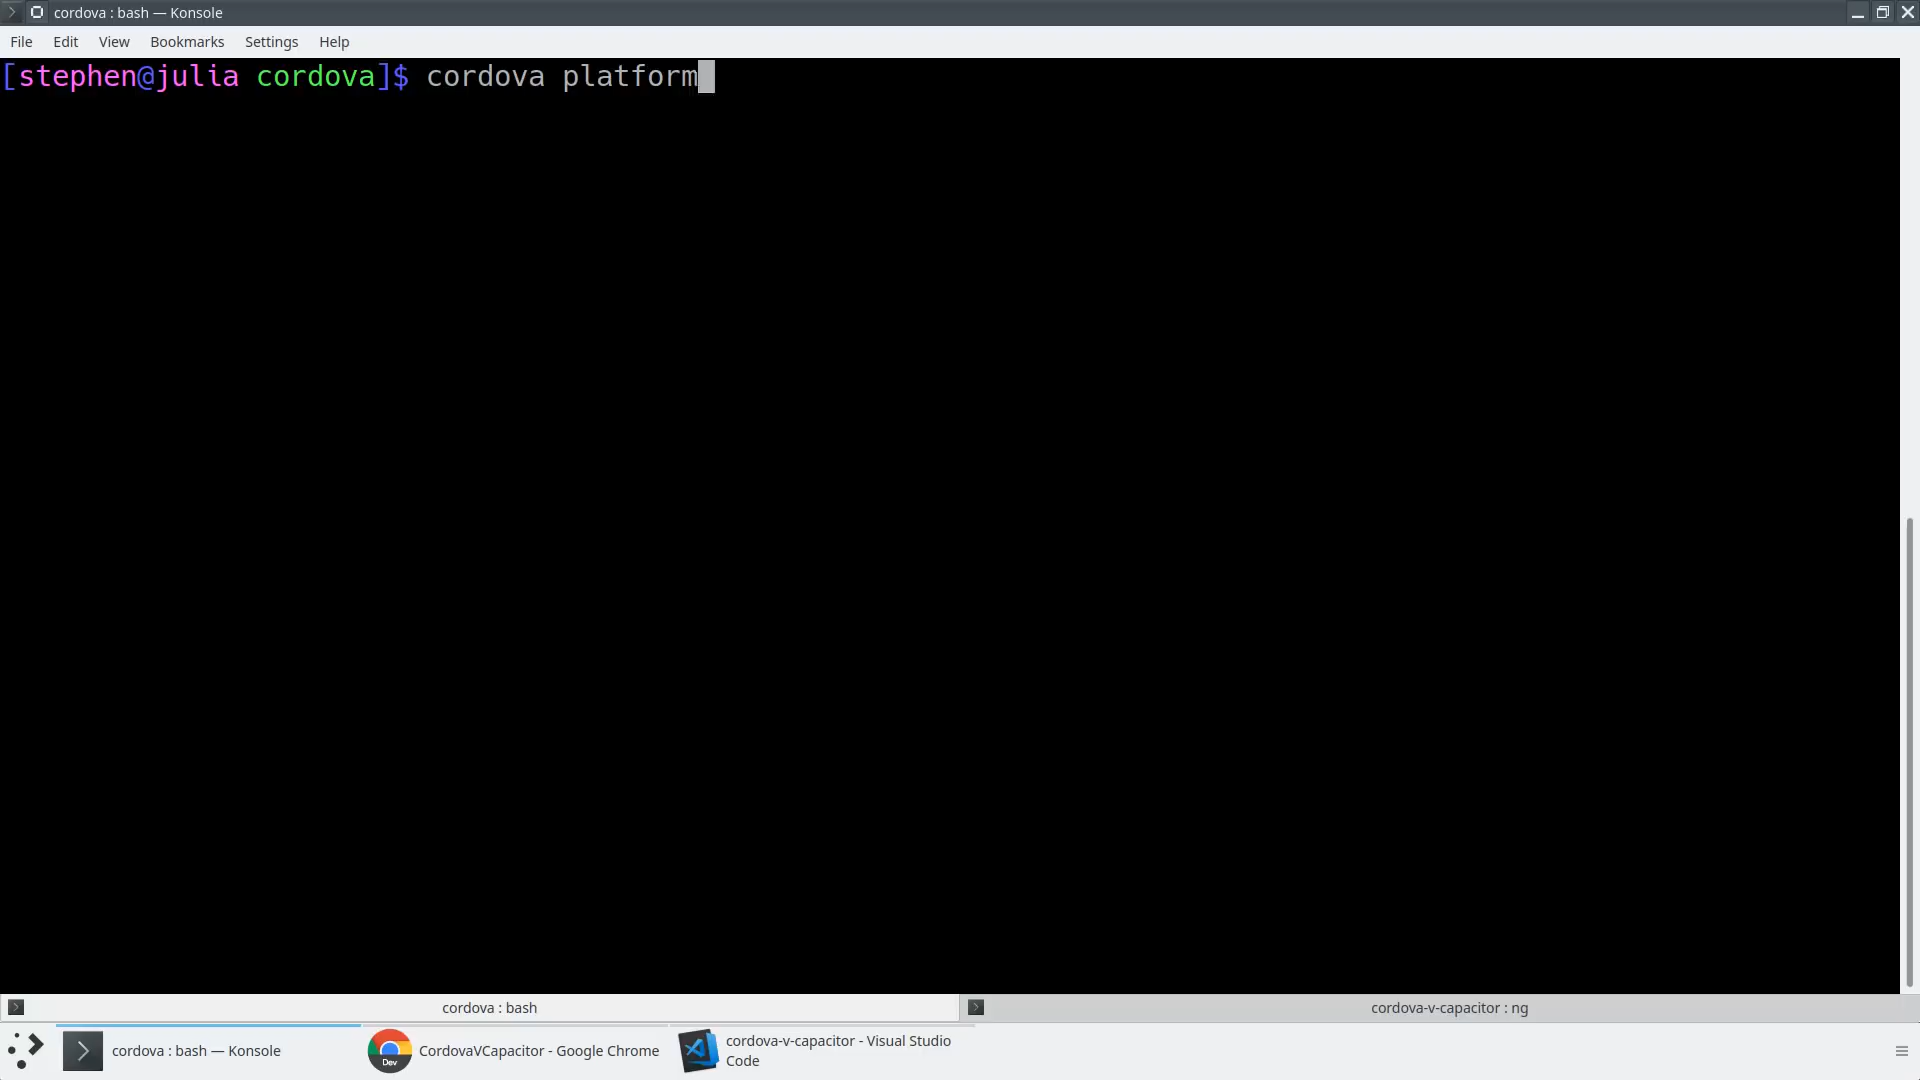 cordova : bash — Konsole
File Edit View Bookmarks Settings Help
[stephen@julia cordova]$ cordova platform
cordova : bash
cordova-v-capacitor : ng
cordova : bash — Konsole
Dev
CordovaVCapacitor - Google Chrome
cordova-v-capacitor - Visual Studio
Code